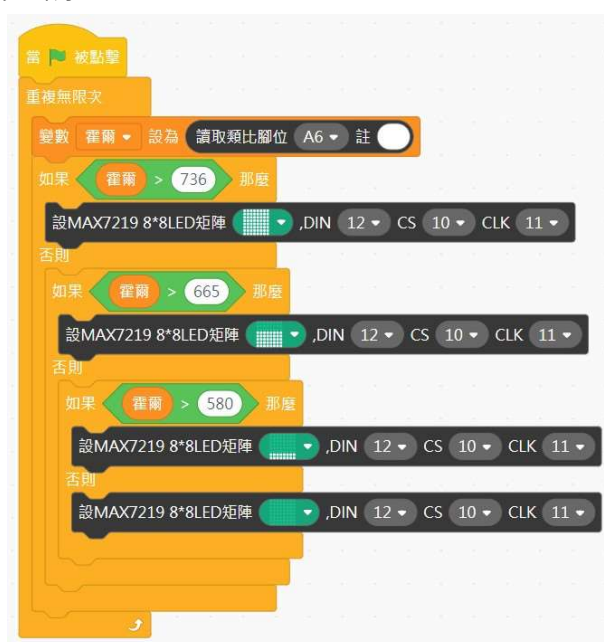 當 被點擊
重複無限次
變數 霍爾 設為 讀取類比腳位 A6 註
如果 霍爾 > 736 那麼
設MAX7219 8*8LED矩陣 ,DIN 12 CS 10 CLK 11
否則
如果 霍爾 > 665 那麼
設MAX7219 8*8LED矩陣 ,DIN 12 CS 10 CLK 11
否則
如果 霍爾 > 580 那麼
設MAX7219 8*8LED矩陣 ,DIN 12 CS 10 CLK 11
否則
設MAX7219 8*8LED矩陣 ,DIN 12 CS 10 CLK 11